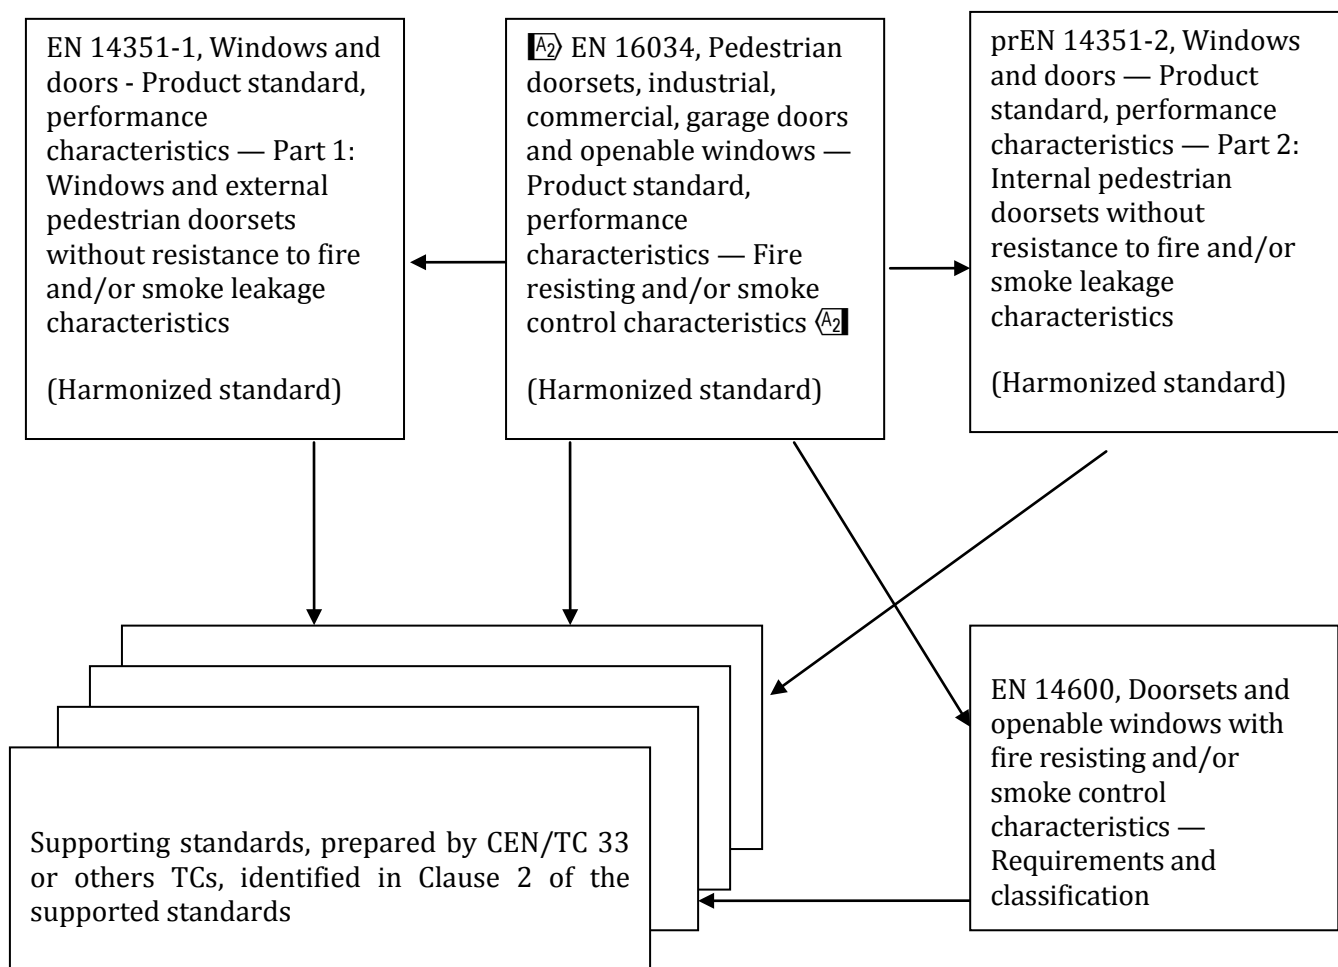 EN 14351-1, Windows and
doors - Product standard,
performance
characteristics — Part 1:
Windows and external
pedestrian doorsets
without resistance to fire
and/or smoke leakage
characteristics
(Harmonized standard)
A2 EN 16034, Pedestrian
doorsets, industrial,
commercial, garage doors
and openable windows —
Product standard,
performance
characteristics — Fire
resisting and/or smoke
control characteristics A2
(Harmonized standard)
prEN 14351-2, Windows
and doors — Product
standard, performance
characteristics — Part 2:
Internal pedestrian
doorsets without
resistance to fire and/or
smoke leakage
characteristics
(Harmonized standard)
Supporting standards, prepared by CEN/TC 33
or others TCs, identified in Clause 2 of the
supported standards
EN 14600, Doorsets and
openable windows with
fire resisting and/or
smoke control
characteristics —
Requirements and
classification